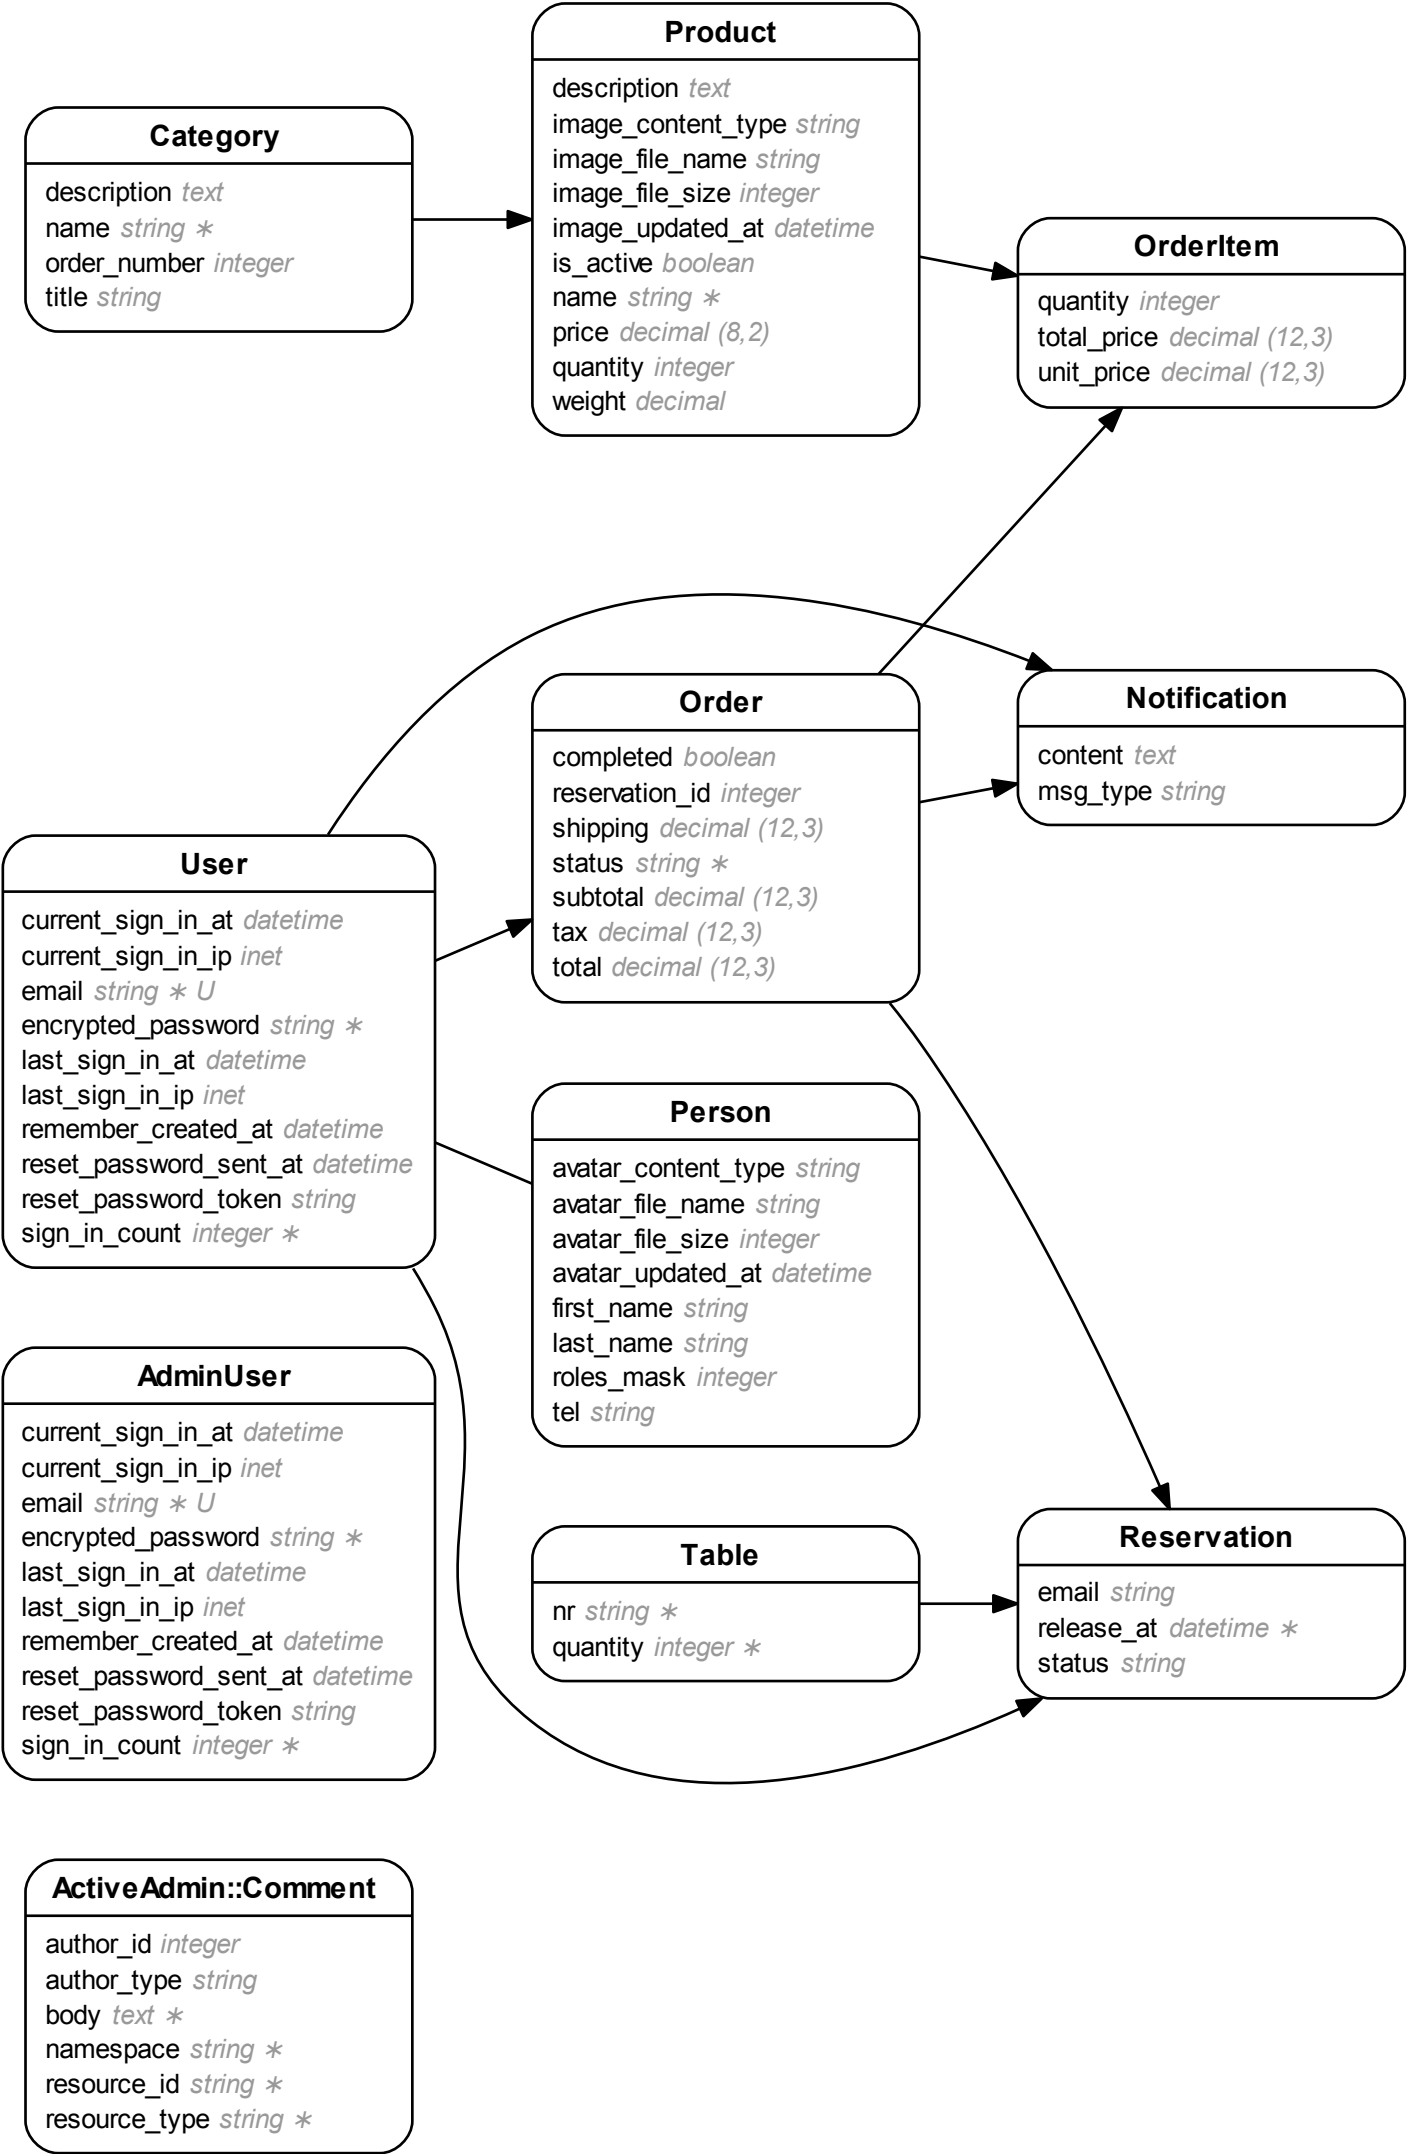 Product
description text
image_content_type string
image_file_name string
image_file_size integer
image_updated_at datetime
is_active boolean
name string ∗
price decimal (8,2)
quantity integer
weight decimal
Category
description text
name string ∗
order_number integer
title string
OrderItem
quantity integer
total_price decimal (12,3)
unit_price decimal (12,3)
Order
completed boolean
reservation_id integer
shipping decimal (12,3)
status string ∗
subtotal decimal (12,3)
tax decimal (12,3)
total decimal (12,3)
Notification
content text
msg_type string
User
current_sign_in_at datetime
current_sign_in_ip inet
email string ∗ U
encrypted_password string ∗
last_sign_in_at datetime
last_sign_in_ip inet
remember_created_at datetime
reset_password_sent_at datetime
reset_password_token string
sign_in_count integer ∗
Person
avatar_content_type string
avatar_file_name string
avatar_file_size integer
avatar_updated_at datetime
first_name string
last_name string
roles_mask integer
tel string
AdminUser
current_sign_in_at datetime
current_sign_in_ip inet
email string ∗ U
encrypted_password string ∗
last_sign_in_at datetime
last_sign_in_ip inet
remember_created_at datetime
reset_password_sent_at datetime
reset_password_token string
sign_in_count integer ∗
Table
nr string ∗
quantity integer ∗
Reservation
email string
release_at datetime ∗
status string
ActiveAdmin::Comment
author_id integer
author_type string
body text ∗
namespace string ∗
resource_id string ∗
resource_type string ∗